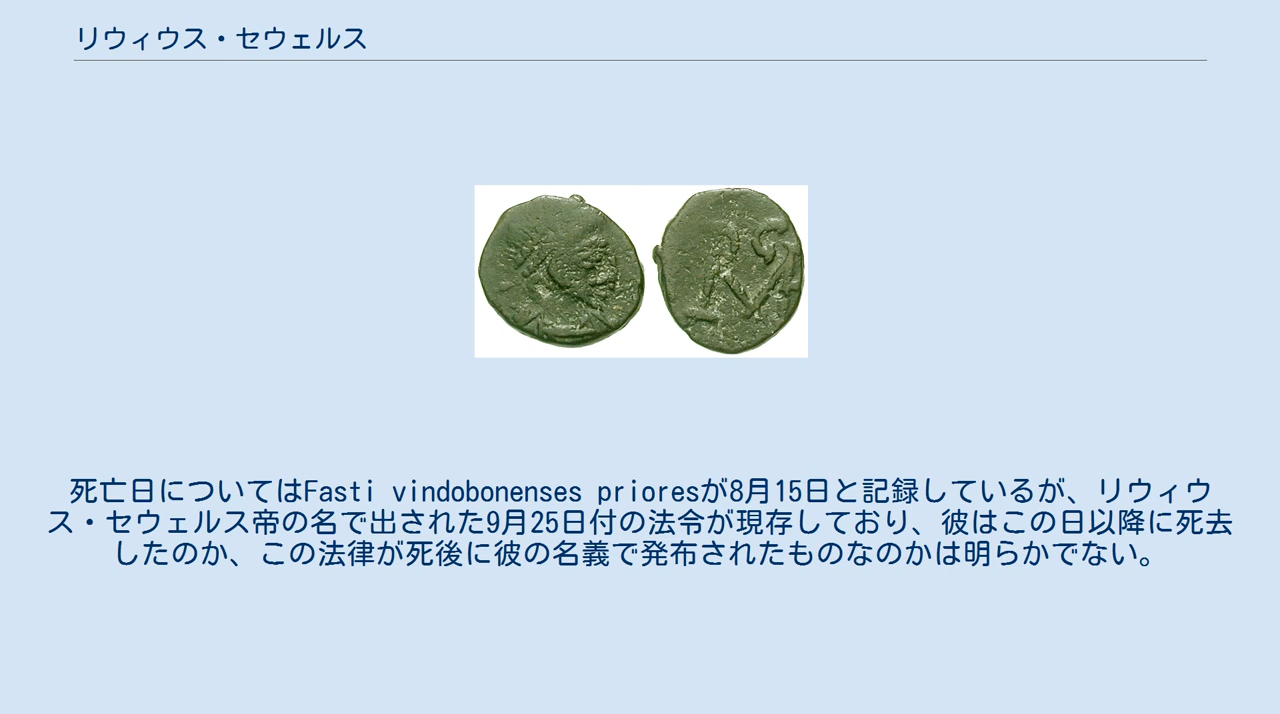 リウィウス・セウェルス
死亡日についてはFasti vindobonenses prioresが8月15日と記録しているが、リウィウ
ス・セウェルス帝の名で出された9月25日付の法令が現存しており、彼はこの日以降に死去
したのか、この法律が死後に彼の名義で発布されたものなのかは明らかでない。